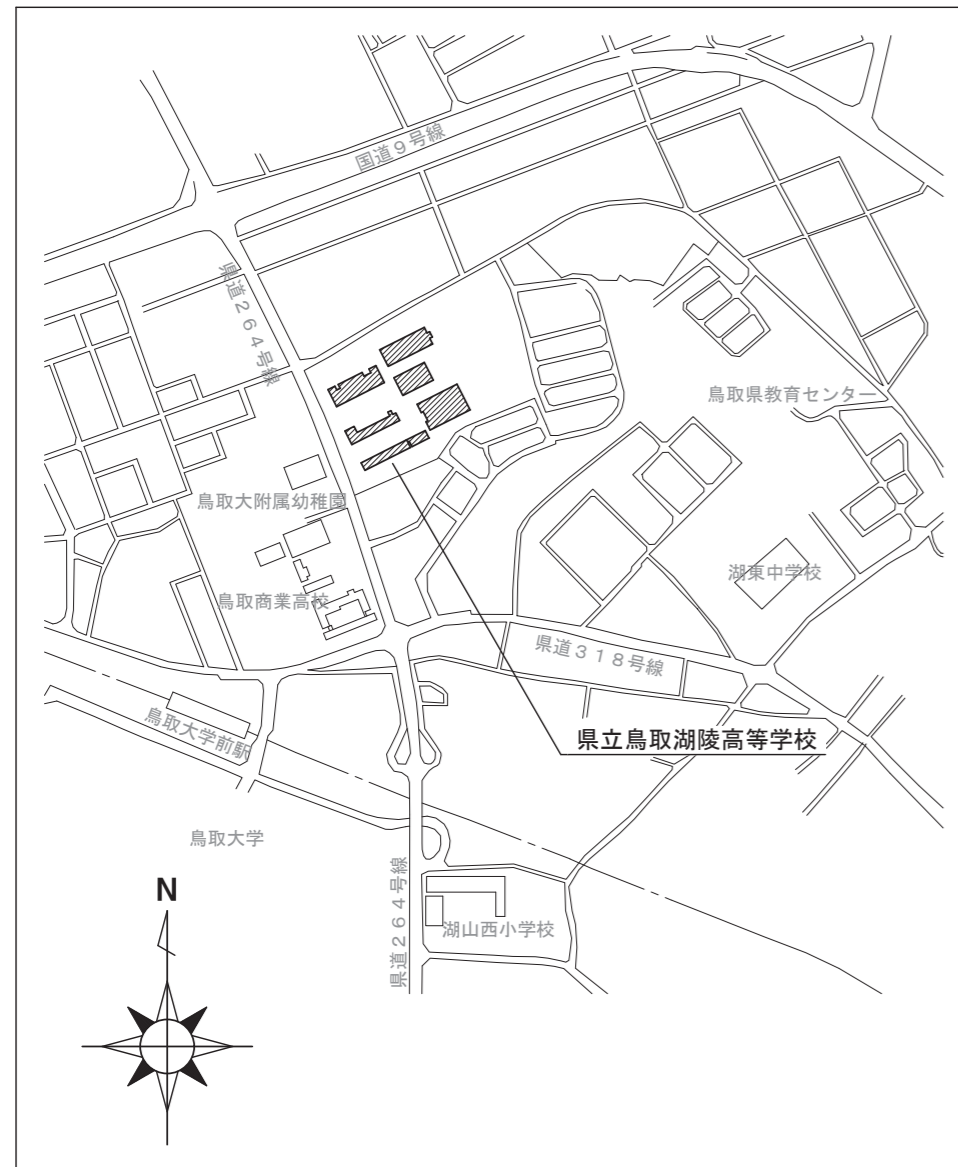 国道９号線
県道２６４号線
鳥取県教育センター
鳥取大附属幼稚園
湖東中学校
鳥取商業高校
県道３１８号線
鳥取大学前駅
県立鳥取湖陵高等学校
鳥取大学
県道２６４号線
N
湖山西小学校